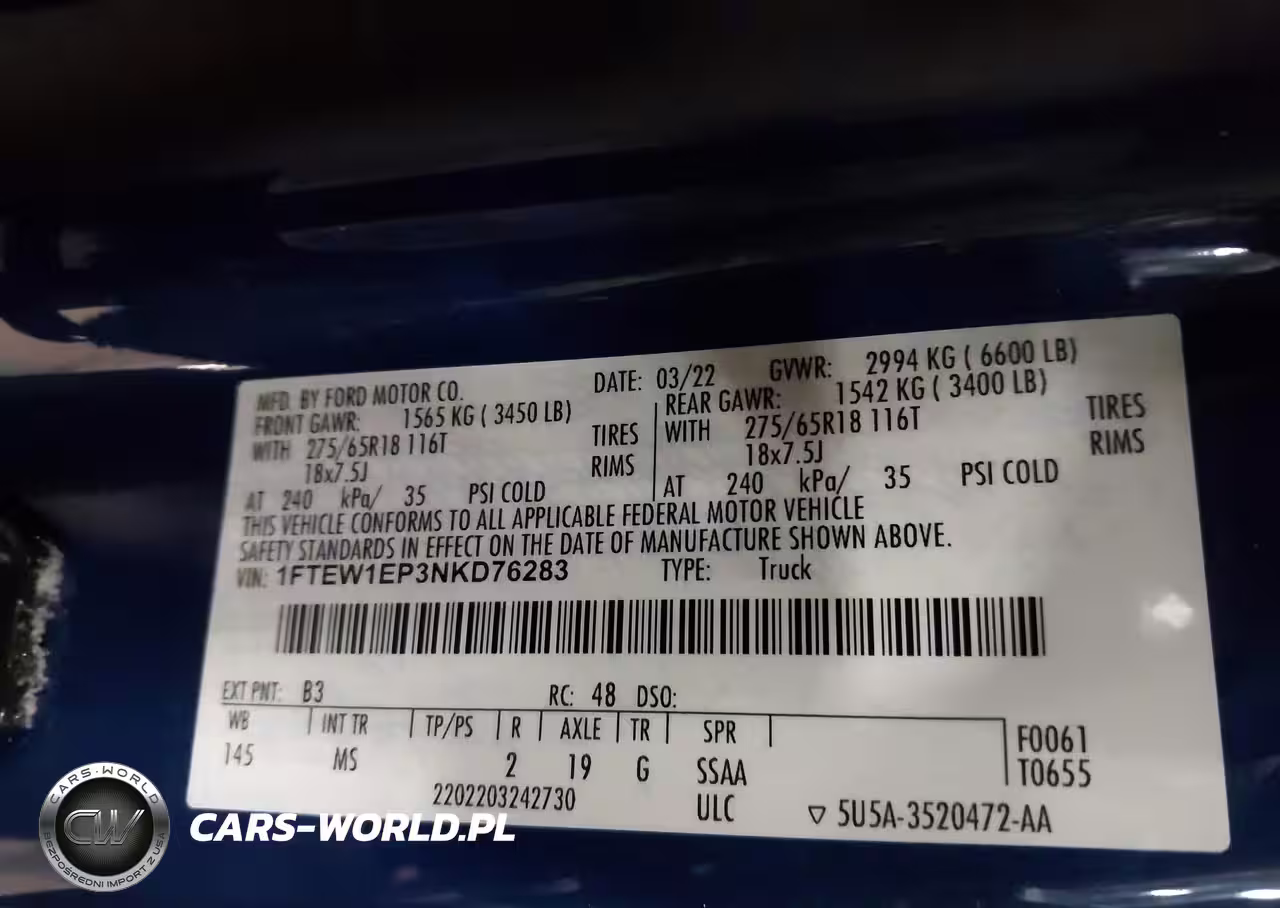 MFD. BY FORD MOTOR CO. DATE: 03/22 GVWR: 2994 KG ( 6600 LB)
FRONT GAWR: 1565 KG ( 3450 LB) REAR GAWR: 1542 KG ( 3400 LB)
WITH 275/65R18 116T TIRES WITH 275/65R18 116T TIRES
18x7.5J RIMS 18x7.5J RIMS
AT 240 kPa/ 35 PSI COLD AT 240 kPa/ 35 PSI COLD
THIS VEHICLE CONFORMS TO ALL APPLICABLE FEDERAL MOTOR VEHICLE
SAFETY STANDARDS IN EFFECT ON THE DATE OF MANUFACTURE SHOWN ABOVE.
VIN: 1FTEW1EP3NKD76283 TYPE: Truck
EXT PNT: B3 RC: 48 DSO:
WB INT TR TP/PS R AXLE TR SPR F0061
145 MS 2 19 G SSAA T0655
2202203242730 ULC 5U5A-3520472-AA
CARS-WORLD
CW
BEZPOŚREDNI IMPORT Z USA
CARS-WORLD.PL